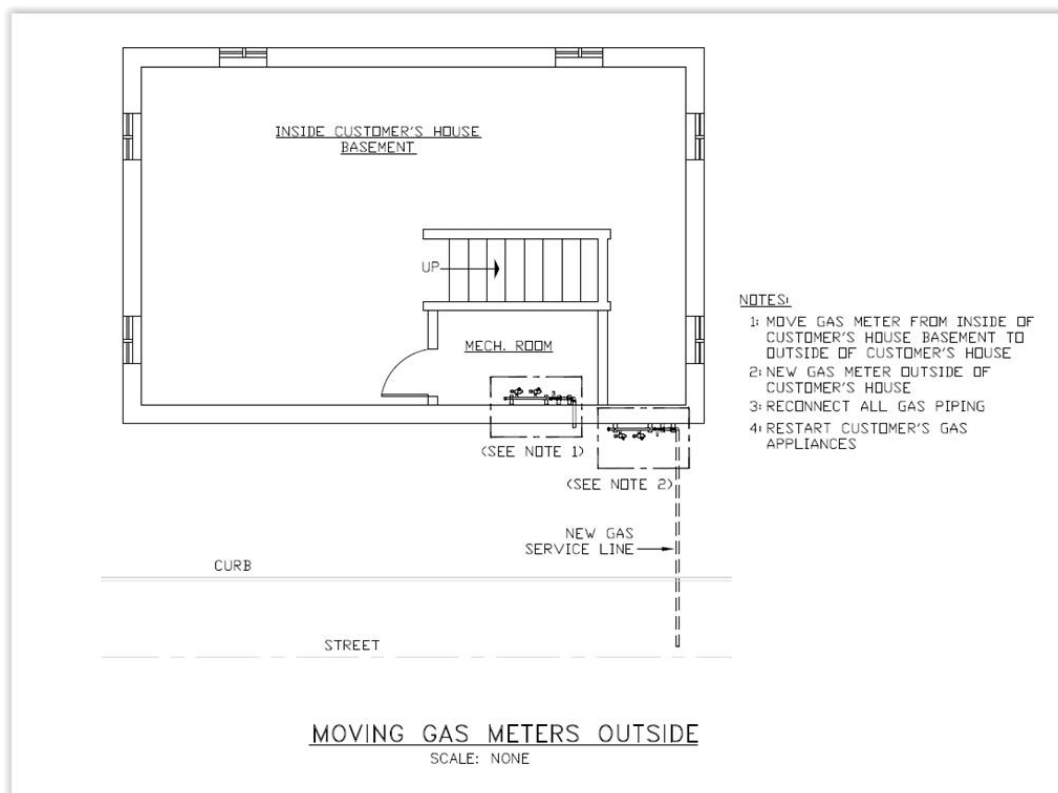 INSIDE CUSTOMER'S HOUSE
BASEMENT
UP
MECH. ROOM
NOTES:
1: MOVE GAS METER FROM INSIDE OF
CUSTOMER'S HOUSE BASEMENT TO
OUTSIDE OF CUSTOMER'S HOUSE
2: NEW GAS METER OUTSIDE OF
CUSTOMER'S HOUSE
3: RECONNECT ALL GAS PIPING
4: RESTART CUSTOMER'S GAS
APPLIANCES
(SEE NOTE 1)
(SEE NOTE 2)
NEW GAS
SERVICE LINE
CURB
STREET
MOVING GAS METERS OUTSIDE
SCALE: NONE